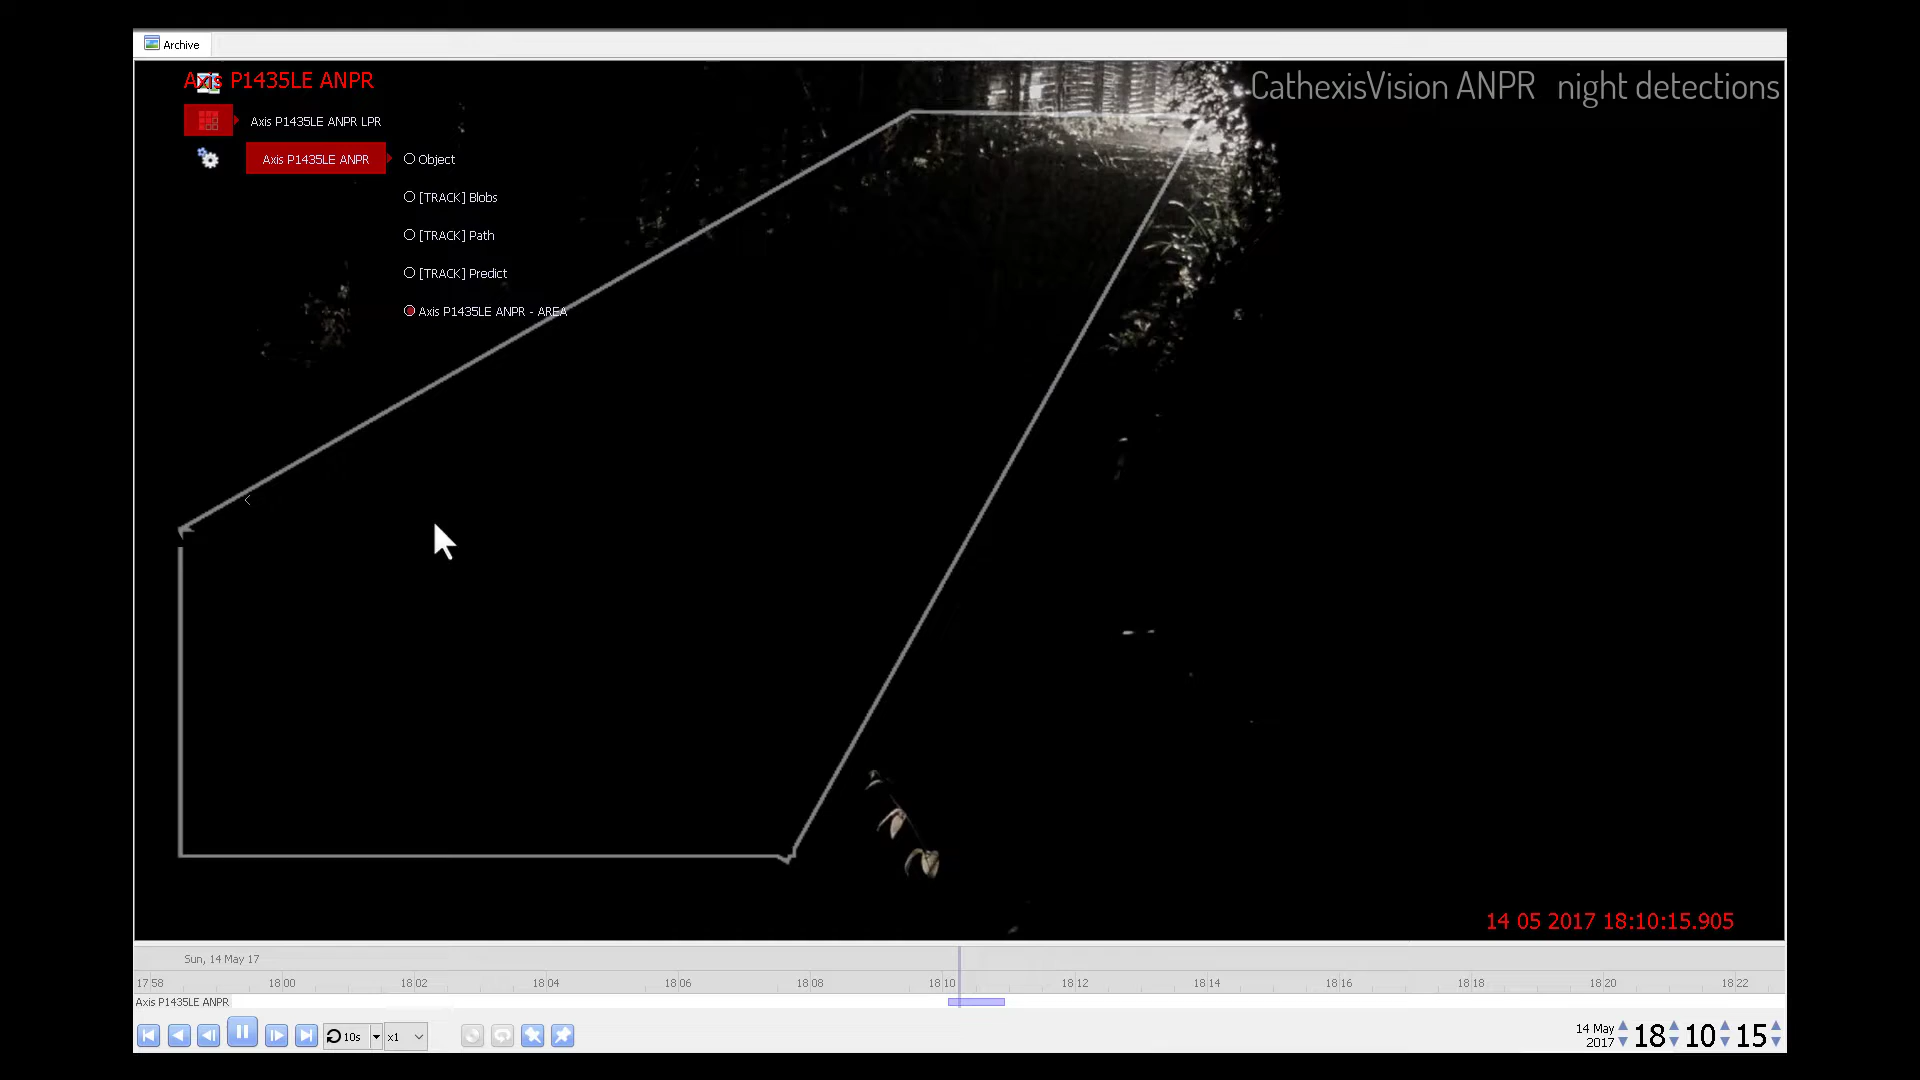 Archive
Axis P1435LE ANPR
CathexisVision ANPR night detections
Axis P1435LE ANPR LPR
Axis P1435LE ANPR
Object
[TRACK] Blobs
[TRACK] Path
[TRACK] Predict
Axis P1435LE ANPR - AREA
14 05 2017 18:10:15.905
Sun, 14 May 17
17 58 18 00 18 02 18 04 18 06 18 08 18 10 18 12 18 14 18 16 18 18 18 20 18 22
Axis P1435LE ANPR
10s x1
14 May 2017 18 10 15